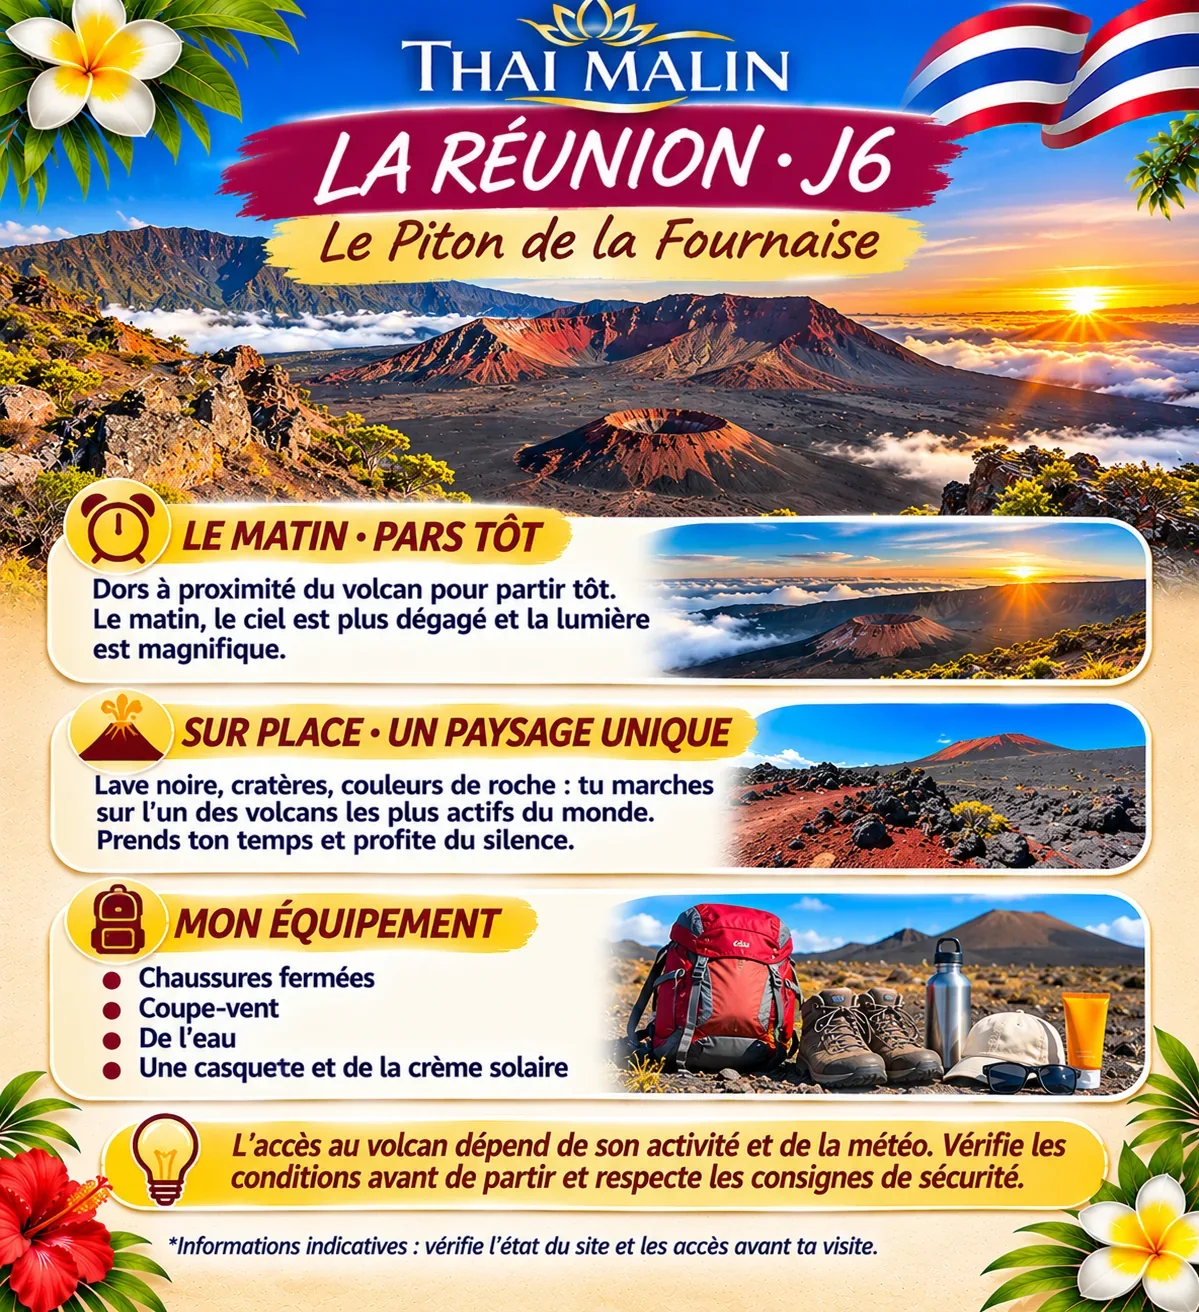 THAI MALIN
LA RÉUNION · J6
Le Piton de la Fournaise
LE MATIN · PARS TÔT
Dors à proximité du volcan pour partir tôt.
Le matin, le ciel est plus dégagé et la lumière
est magnifique.
SUR PLACE · UN PAYSAGE UNIQUE
Lave noire, cratères, couleurs de roche : tu marches
sur l'un des volcans les plus actifs du monde.
Prends ton temps et profite du silence.
MON ÉQUIPEMENT
● Chaussures fermées
● Coupe-vent
● De l'eau
● Une casquete et de la crème solaire
L'accès au volcan dépend de son activité et de la météo. Vérifie les
conditions avant de partir et respecte les consignes de sécurité.
*Informations indicatives : vérifie l'état du site et les accès avant ta visite.